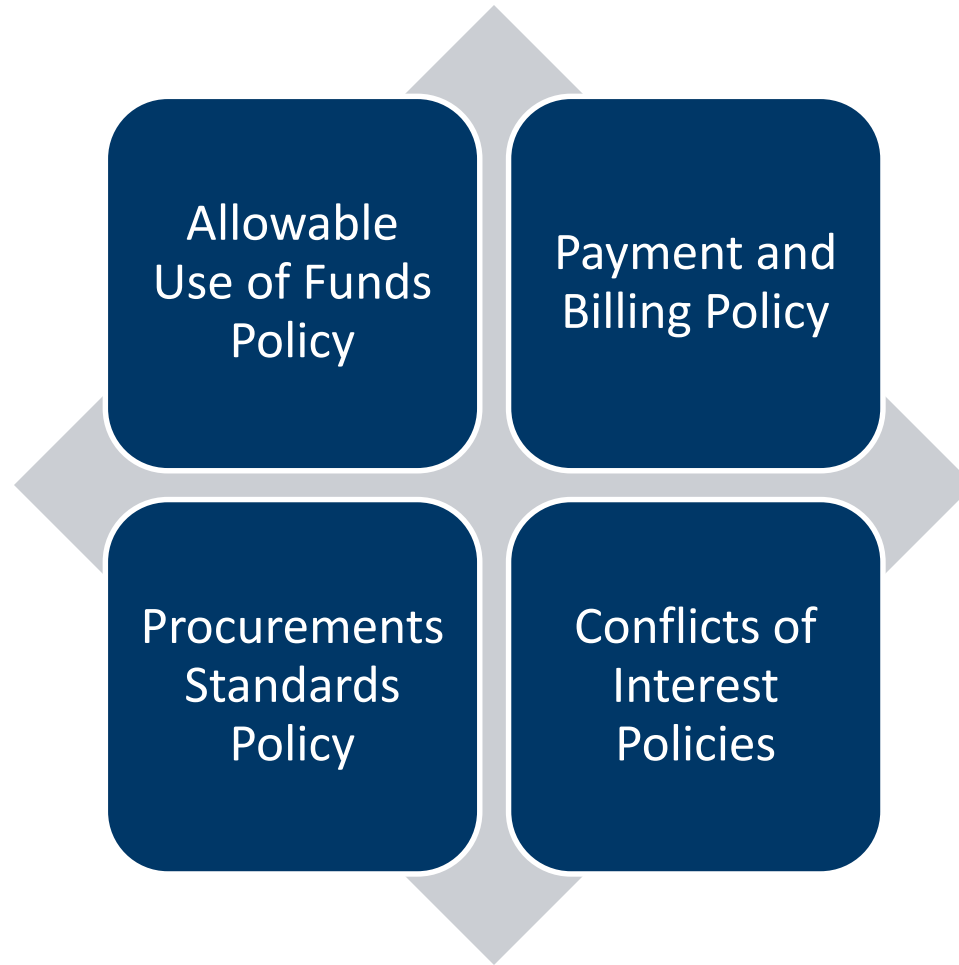 Allowable
Use of Funds
Policy
Payment and
Billing Policy
Procurements
Standards
Policy
Conflicts of
Interest
Policies